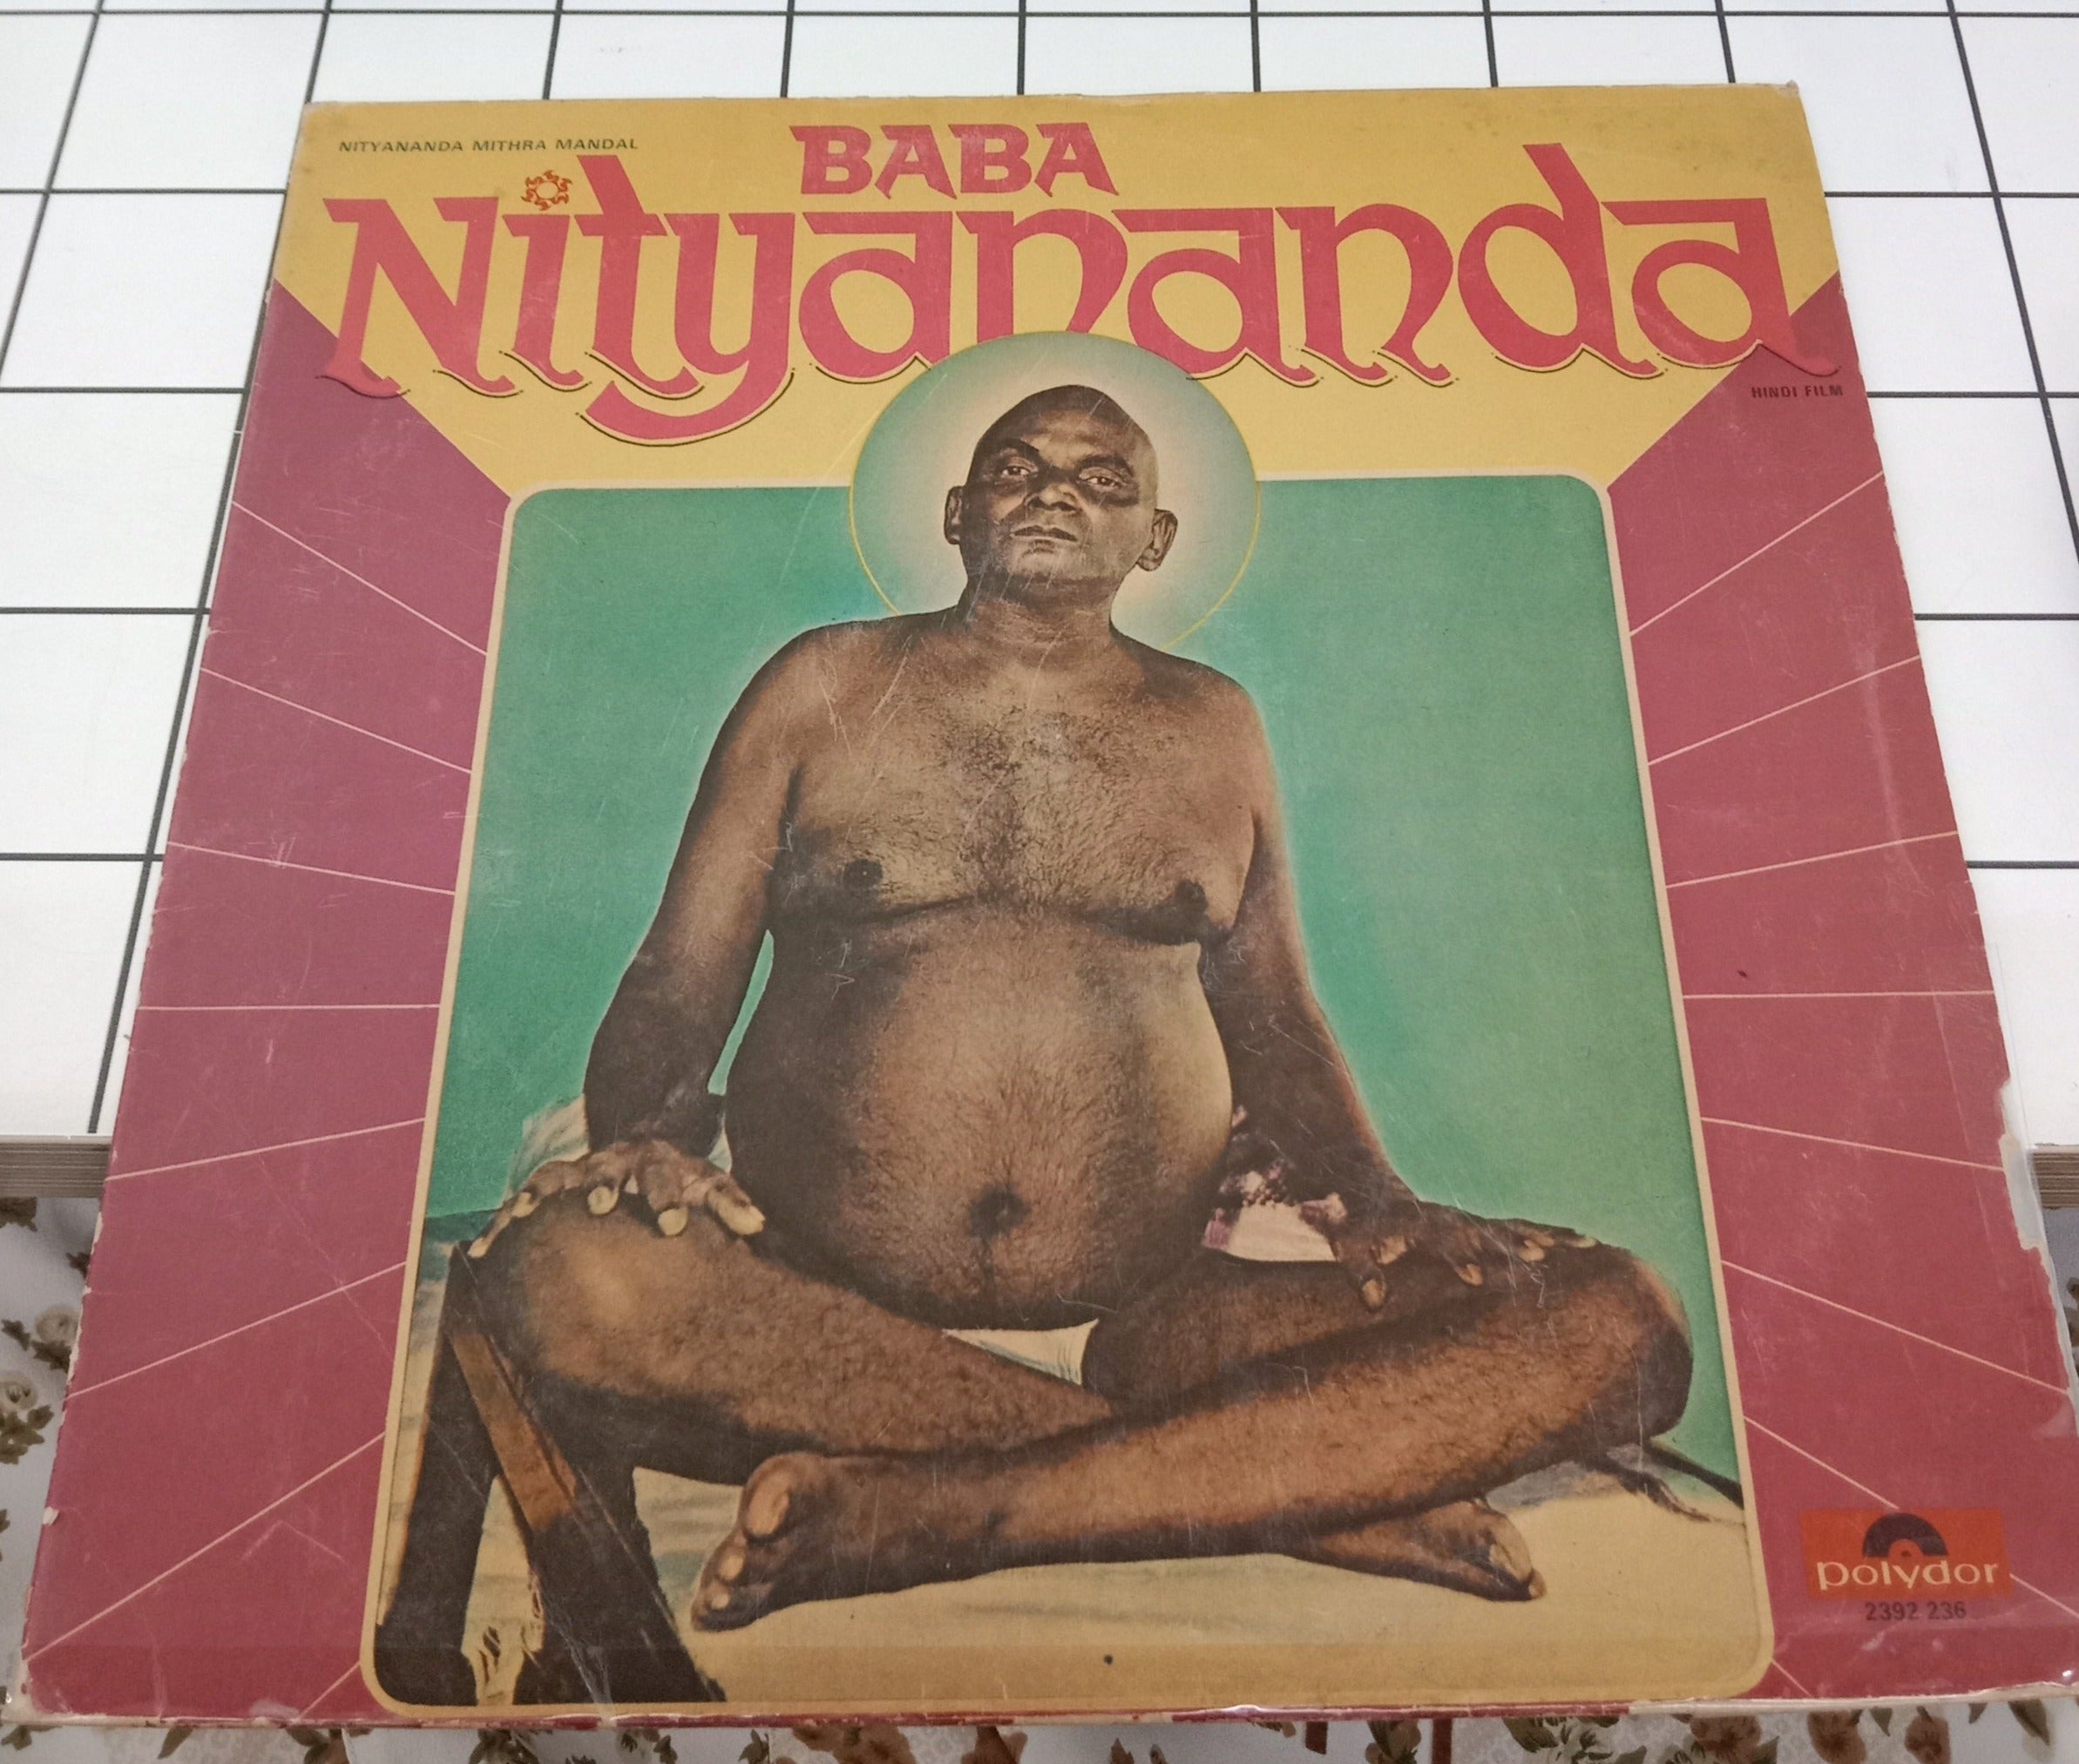 NITYANANDA MITHRA MANDAL
BABA
Nityananda
HINDI FILM
polydor
2392 236